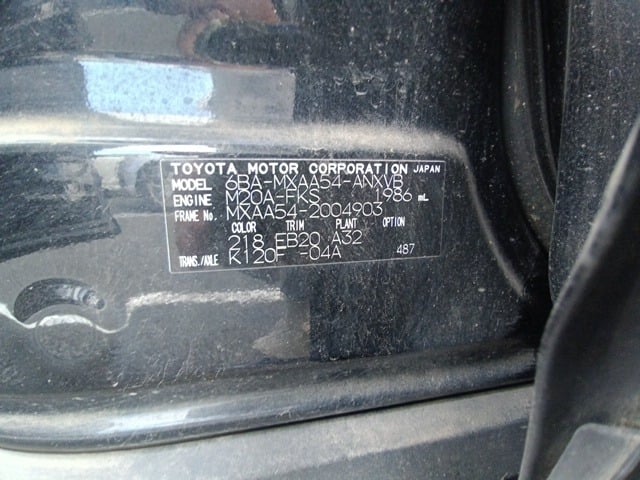 TOYOTA MOTOR CORPORATION JAPAN
MODEL 6BA-MXAA54-ANXVB
ENGINE M20A-FKS 1986 mL
FRAME No. MXAA54-2004903
COLOR TRIM PLANT OPTION
218 EB20 A32
TRANS./AXLE K120F -04A 487